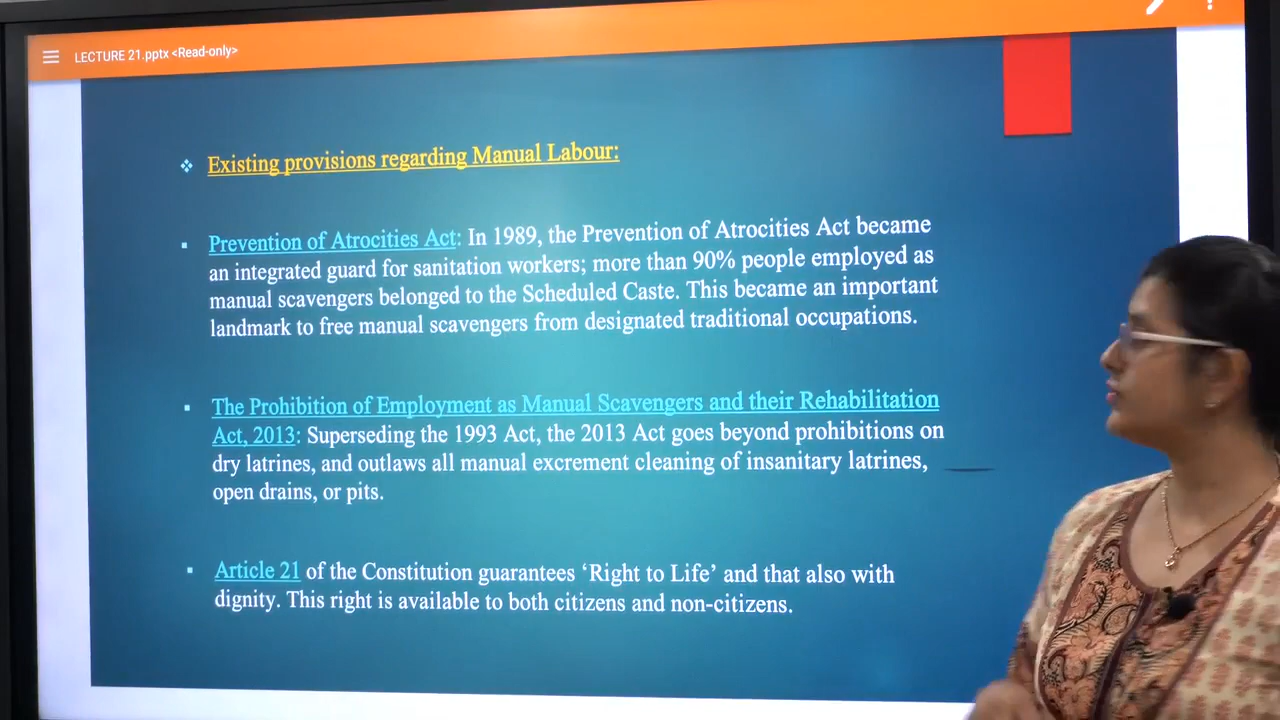 LECTURE 21.pptx <Read-only>
Existing provisions regarding Manual Labour:
Prevention of Atrocities Act: In 1989, the Prevention of Atrocities Act became
an integrated guard for sanitation workers; more than 90% people employed as
manual scavengers belonged to the Scheduled Caste. This became an important
landmark to free manual scavengers from designated traditional occupations.
The Prohibition of Employment as Manual Scavengers and their Rehabilitation
Act, 2013: Superseding the 1993 Act, the 2013 Act goes beyond prohibitions on
dry latrines, and outlaws all manual excrement cleaning of insanitary latrines,
open drains, or pits.
Article 21 of the Constitution guarantees ‘Right to Life’ and that also with
dignity. This right is available to both citizens and non-citizens.